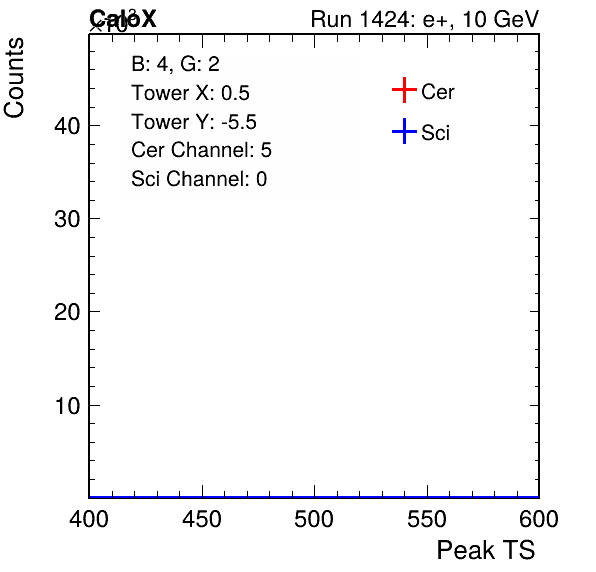 CaloX Run 1424: e+, 10 GeV
×10³
Counts
B: 4, G: 2
Tower X: 0.5
Tower Y: -5.5
Cer Channel: 5
Sci Channel: 0
Cer
Sci
40
30
20
10
400 450 500 550 600
Peak TS